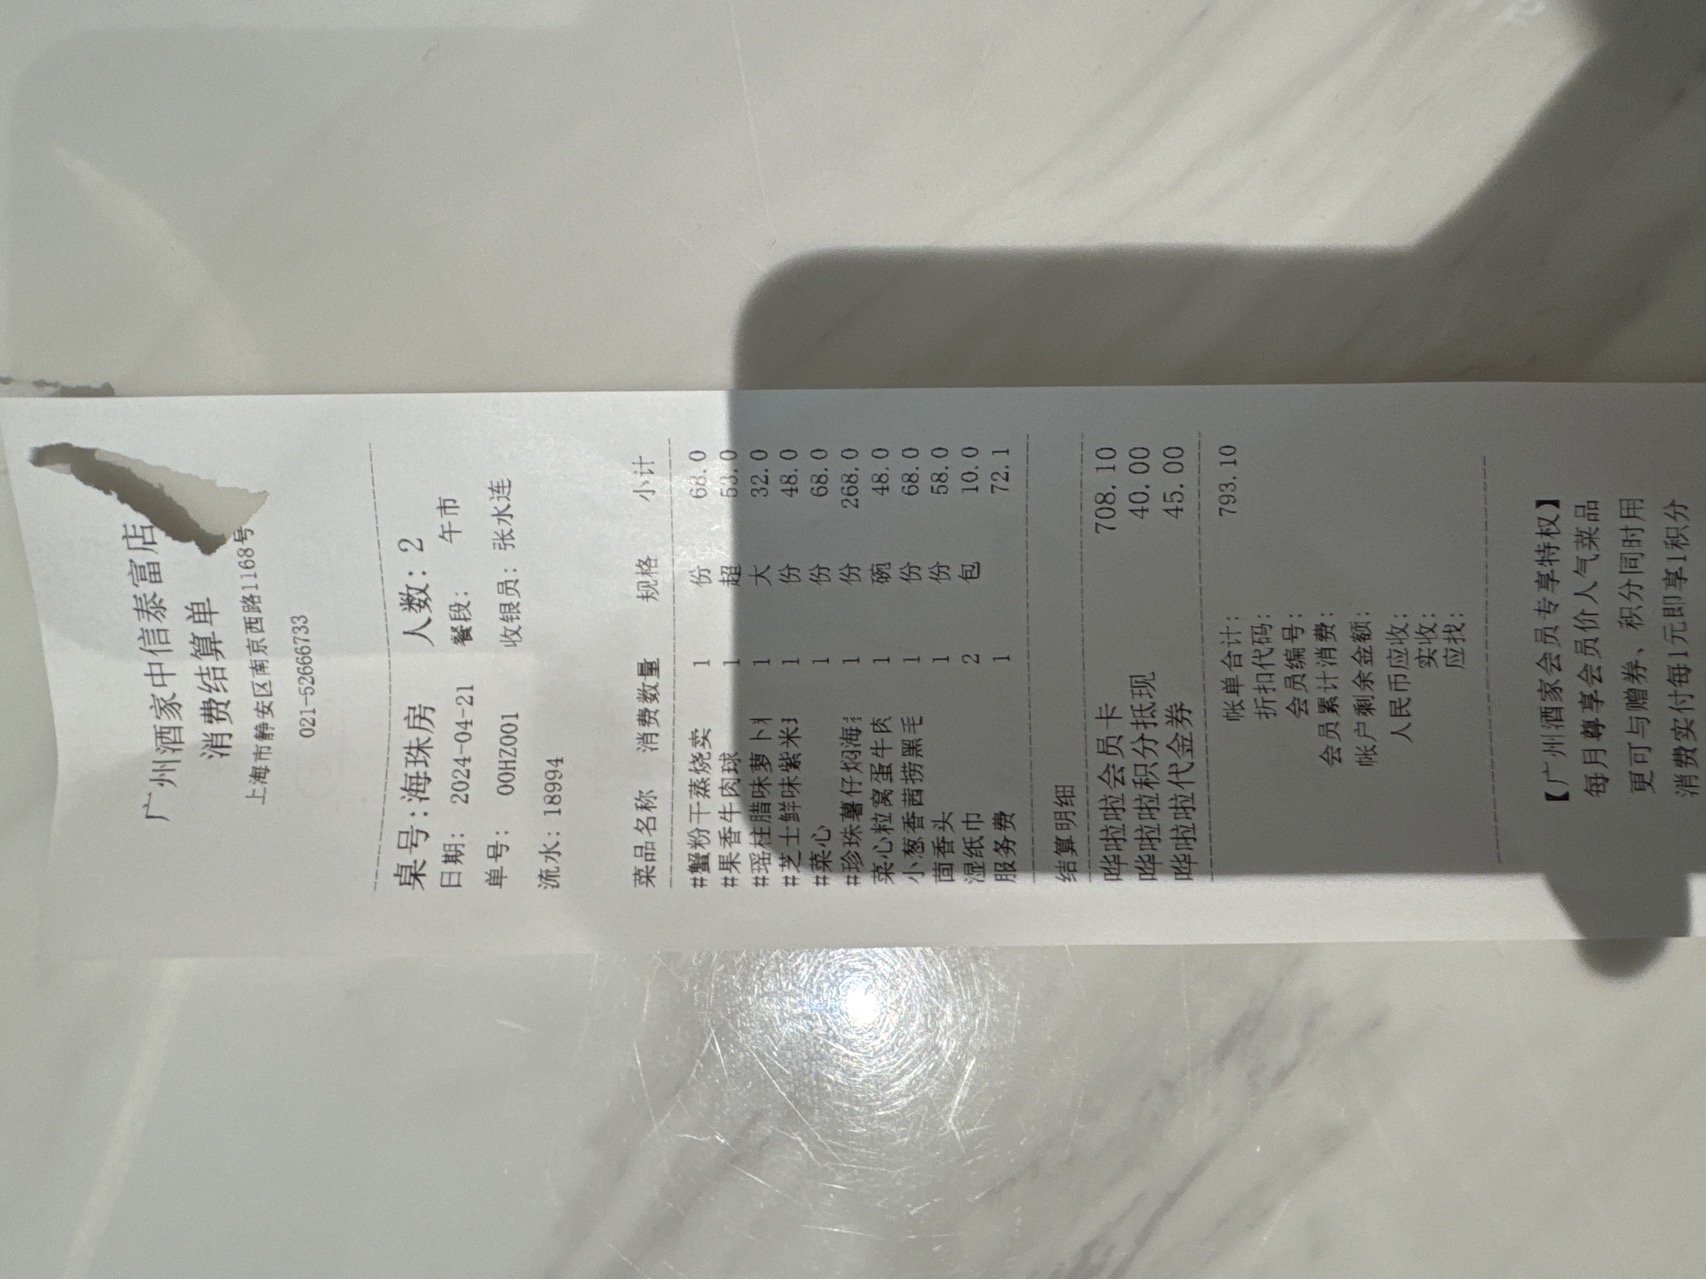 广州酒家中信泰富店
消费结算单
上海市静安区南京西路1168号
021-52666733
桌号:海珠房 人数:2
日期: 2024-04-21 餐段: 午市
单号: 00HZ001 收银员: 张水连
流水:18994
菜品名称 消费数量 规格 小计
#蟹粉干蒸烧卖 1 份 68.0
#果香牛肉球 1 超 53.0
#瑶柱腊味萝卜 1 大 32.0
#芝士鲜味紫米 1 份 48.0
#菜心 1 份 68.0
#珍珠薯仔焖海 1 份 268.0
菜心粒窝蛋牛肉 1 碗 48.0
小葱香茜捞黑毛 1 份 68.0
茴香头 1 份 58.0
湿纸巾 2 包 10.0
服务费 1 72.1
结算明细
哗啦啦会员卡 708.10
哗啦啦积分抵现 40.00
哗啦啦代金券 45.00
帐单合计: 793.10
折扣代码:
会员编号:
会员累计消费:
帐户剩余金额:
人民币应收:
实收:
应找:
【广州酒家会员专享特权】
每月尊享会员价人气菜品
更可与赠券、积分同时用
消费实付每1元即享1积分